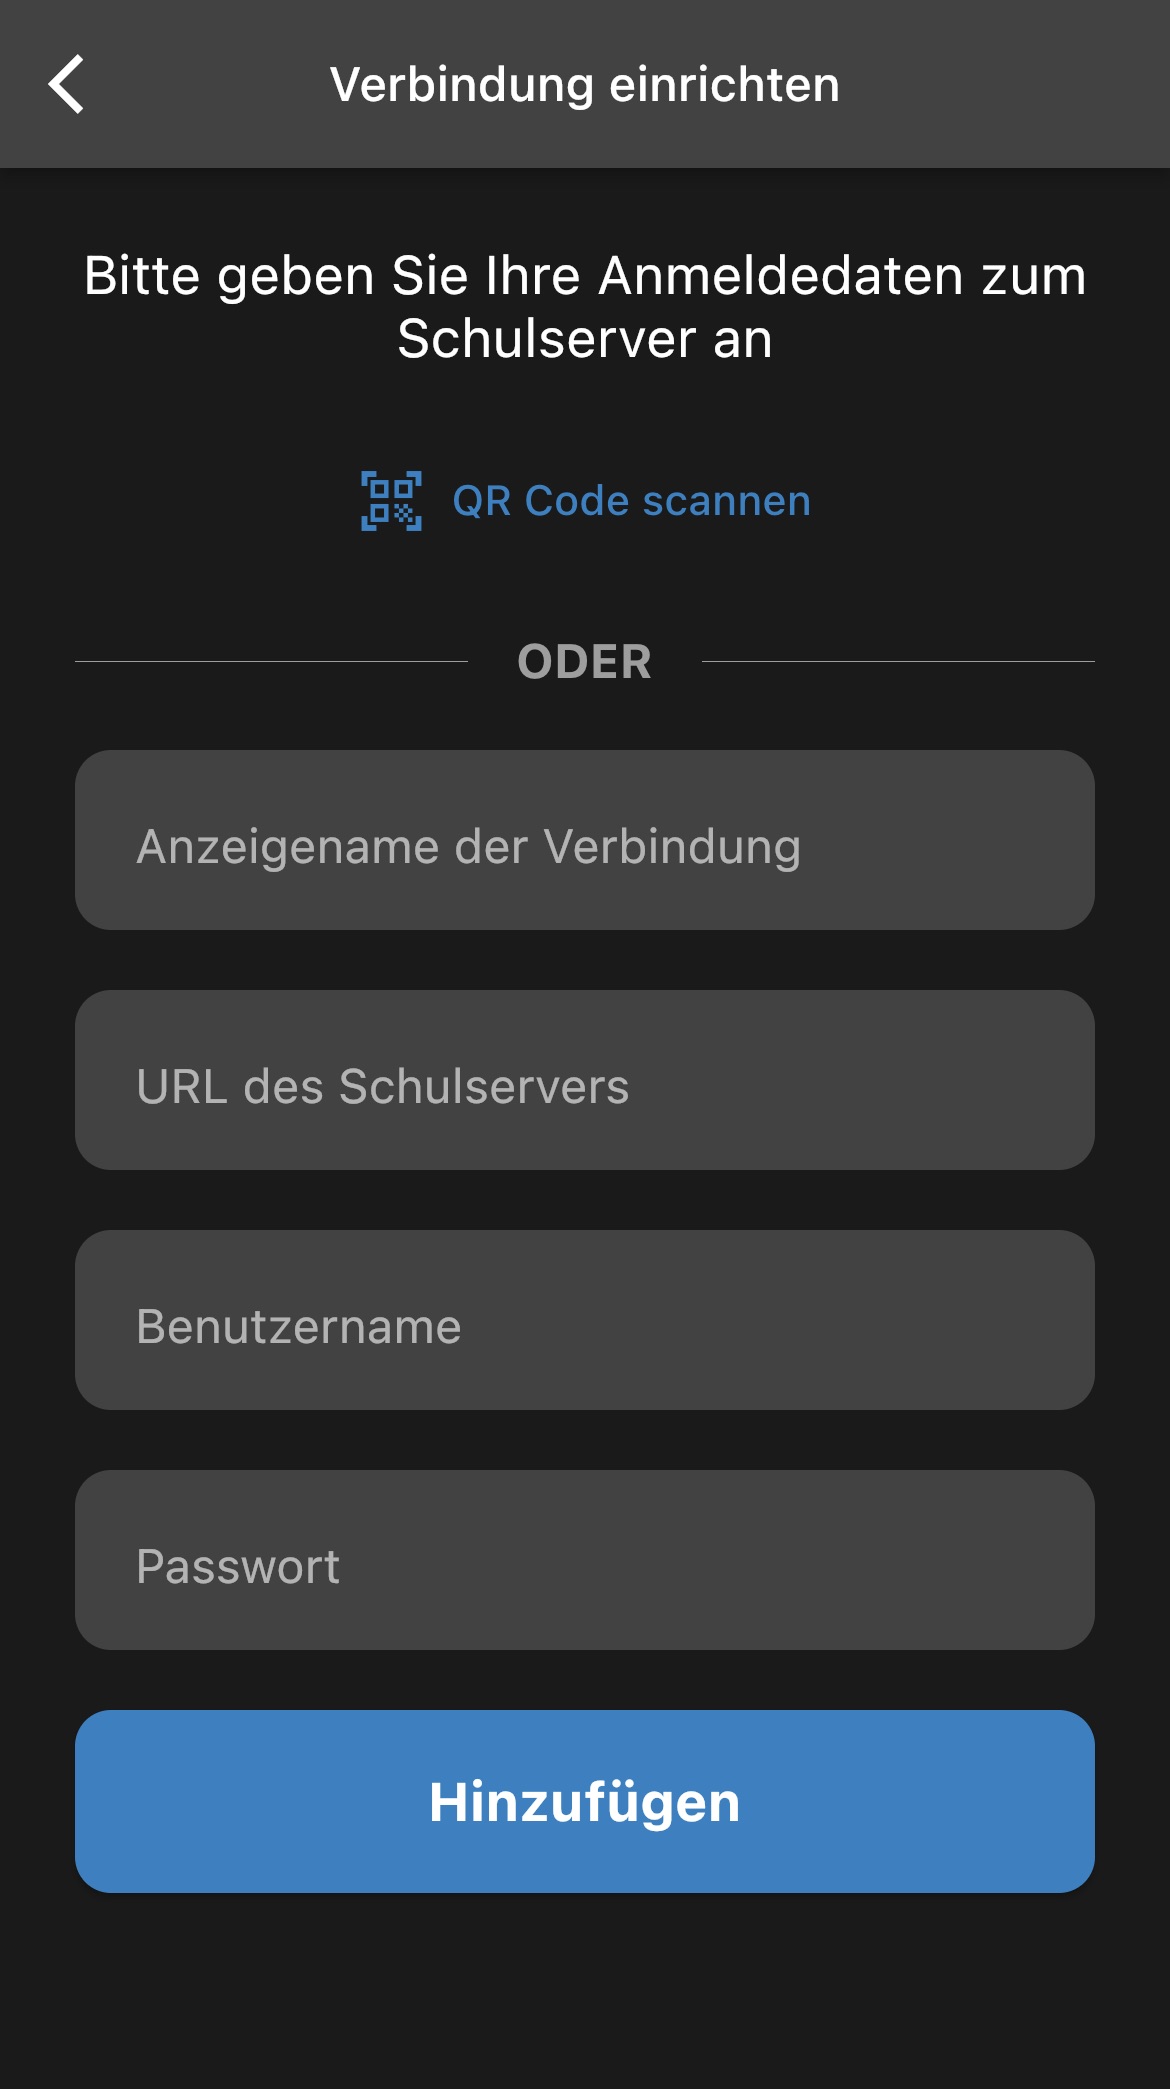 Verbindung einrichten
Bitte geben Sie Ihre Anmeldedaten zum
Schulserver an
QR Code scannen
ODER
Anzeigename der Verbindung
URL des Schulservers
Benutzername
Passwort
Hinzufügen